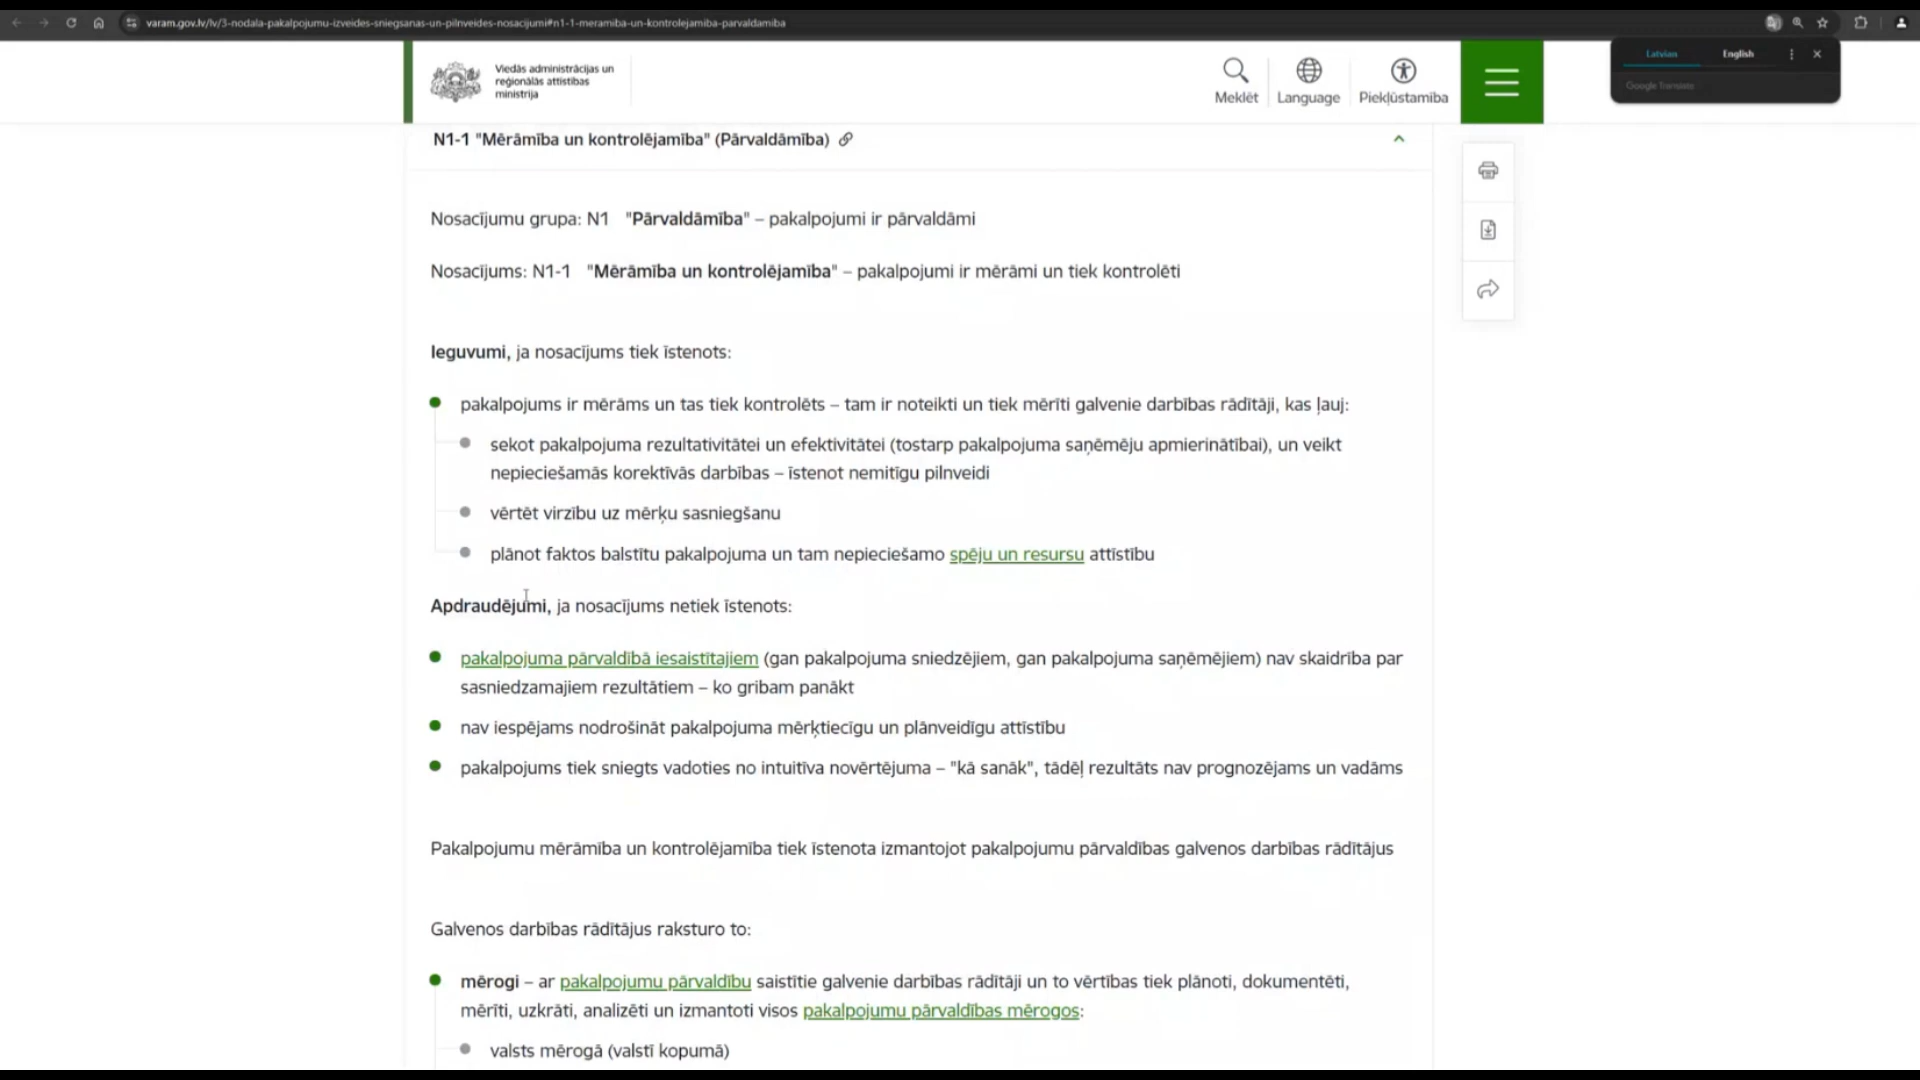 varam.gov.lv/lv/3-nodala-pakalpojumu-izveides-sniegsanas-un-pilnveides-nosacijumi#n1-1-meramiba-un-kontrolejamiba-parvaldamiba
Viedās administrācijas un
reģionālās attīstības
ministrija
Meklēt
Language
Piekļūstamība
Latvian
English
Google Translate
N1-1 "Mērāmība un kontrolējamība" (Pārvaldāmība)
Nosacījumu grupa: N1 "Pārvaldāmība" – pakalpojumi ir pārvaldāmi
Nosacījums: N1-1 "Mērāmība un kontrolējamība" – pakalpojumi ir mērāmi un tiek kontrolēti
Ieguvumi, ja nosacījums tiek īstenots:
pakalpojums ir mērāms un tas tiek kontrolēts – tam ir noteikti un tiek mērīti galvenie darbības rādītāji, kas ļauj:
sekot pakalpojuma rezultativitātei un efektivitātei (tostarp pakalpojuma saņēmēju apmierinātībai), un veikt
nepieciešamās korektīvās darbības – īstenot nemitīgu pilnveidi
vērtēt virzību uz mērķu sasniegšanu
plānot faktos balstītu pakalpojuma un tam nepieciešamo spēju un resursu attīstību
Apdraudējumi, ja nosacījums netiek īstenots:
pakalpojuma pārvaldībā iesaistītajiem (gan pakalpojuma sniedzējiem, gan pakalpojuma saņēmējiem) nav skaidrība par
sasniedzamajiem rezultātiem – ko gribam panākt
nav iespējams nodrošināt pakalpojuma mērķtiecīgu un plānveidīgu attīstību
pakalpojums tiek sniegts vadoties no intuitīva novērtējuma – "kā sanāk", tādēļ rezultāts nav prognozējams un vadāms
Pakalpojumu mērāmība un kontrolējamība tiek īstenota izmantojot pakalpojumu pārvaldības galvenos darbības rādītājus
Galvenos darbības rādītājus raksturo to:
mērogi – ar pakalpojumu pārvaldību saistītie galvenie darbības rādītāji un to vērtības tiek plānoti, dokumentēti,
mērīti, uzkrāti, analizēti un izmantoti visos pakalpojumu pārvaldības mērogos:
valsts mērogā (valstī kopumā)